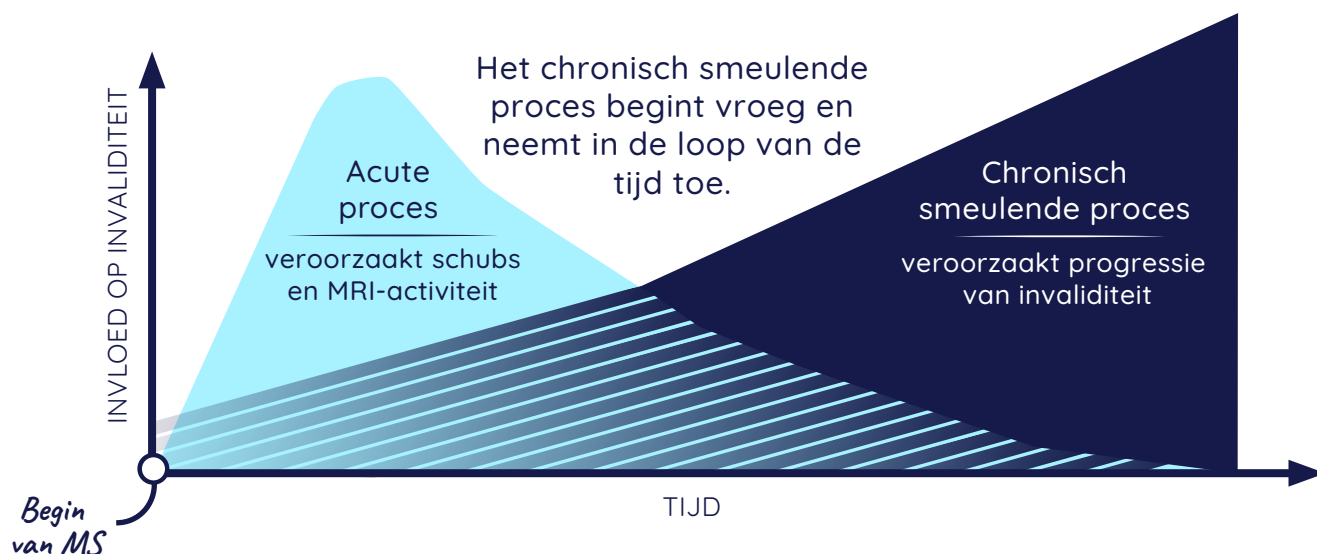 Het chronisch smeulende
proces begint vroeg en
neemt in de loop van de
tijd toe.
INVLOED OP INVALIDITEIT
Acute
proces
veroorzaakt schubs
en MRI-activiteit
Chronisch
smeulende proces
veroorzaakt progressie
van invaliditeit
TIJD
Begin
van MS